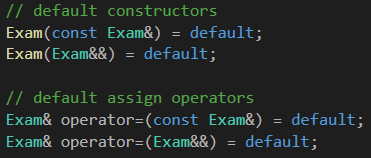 // default constructors
Exam(const Exam&) = default;
Exam(Exam&&) = default;
// default assign operators
Exam& operator=(const Exam&) = default;
Exam& operator=(Exam&&) = default;